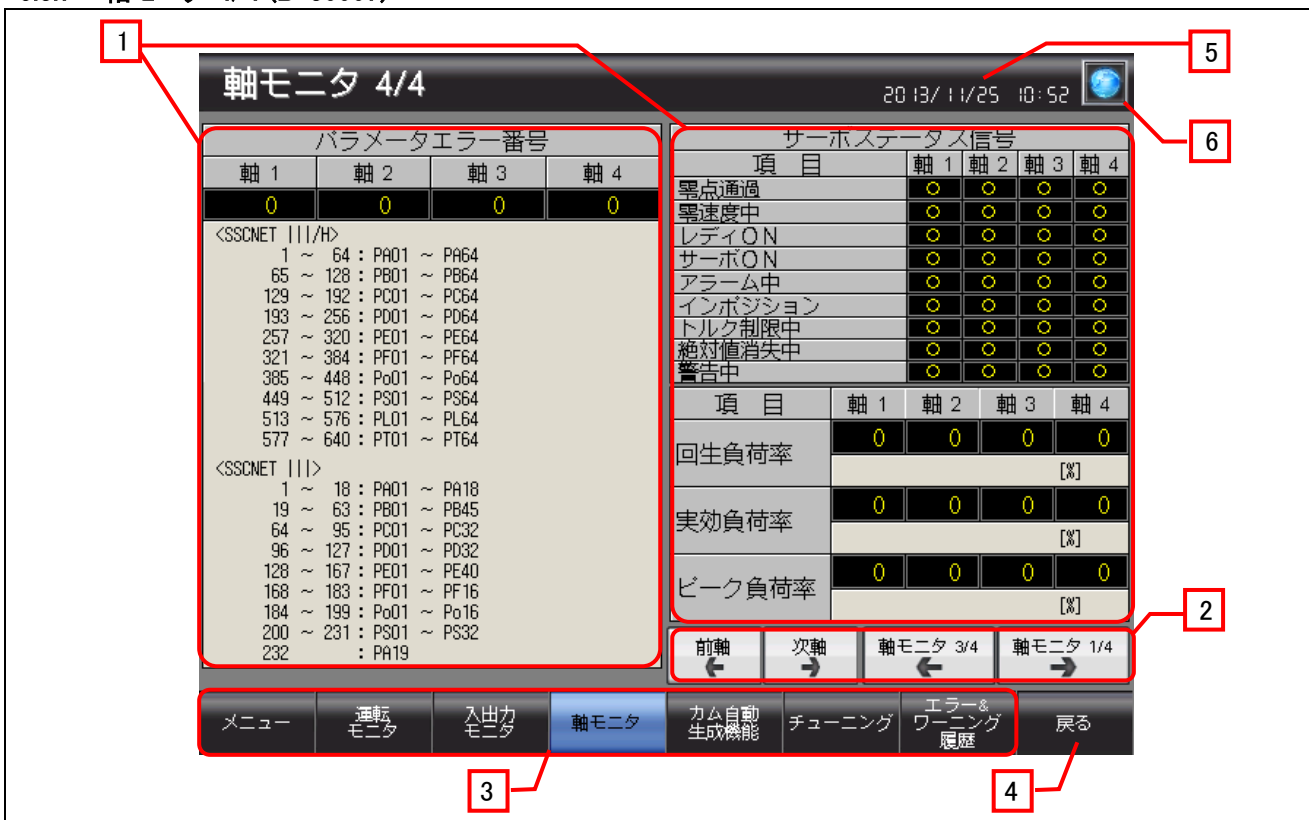 1
5
軸モニタ 4/4
2013/11/25 10:52
6
パラメータエラー番号
軸 1 軸 2 軸 3 軸 4
0 0 0 0
<SSCNET |||/H>
1 ~ 64 : PA01 ~ PA64
65 ~ 128 : PB01 ~ PB64
129 ~ 192 : PC01 ~ PC64
193 ~ 256 : PD01 ~ PD64
257 ~ 320 : PE01 ~ PE64
321 ~ 384 : PF01 ~ PF64
385 ~ 448 : Po01 ~ Po64
449 ~ 512 : PS01 ~ PS64
513 ~ 576 : PL01 ~ PL64
577 ~ 640 : PT01 ~ PT64
<SSCNET |||>
1 ~ 18 : PA01 ~ PA18
19 ~ 63 : PB01 ~ PB45
64 ~ 95 : PC01 ~ PC32
96 ~ 127 : PD01 ~ PD32
128 ~ 167 : PE01 ~ PE40
168 ~ 183 : PF01 ~ PF16
184 ~ 199 : Po01 ~ Po16
200 ~ 231 : PS01 ~ PS32
232 : PA19
サーボステータス信号
項 目 軸 1 軸 2 軸 3 軸 4
零点通過 ○ ○ ○ ○
零速度中 ○ ○ ○ ○
レディON ○ ○ ○ ○
サーボON ○ ○ ○ ○
アラーム中 ○ ○ ○ ○
インポジション ○ ○ ○ ○
トルク制限中 ○ ○ ○ ○
絶対値消失中 ○ ○ ○ ○
警告中 ○ ○ ○ ○
項 目 軸 1 軸 2 軸 3 軸 4
回生負荷率 0 0 0 0
[%]
実効負荷率 0 0 0 0
[%]
ピーク負荷率 0 0 0 0
[%]
2
前軸 次軸 軸モニタ 3/4 軸モニタ 1/4
メニュー
運転
モニタ
入出力
モニタ
軸モニタ
カム自動
生成機能
チューニング
エラー&
ワーニング
履歴
戻る
3
4